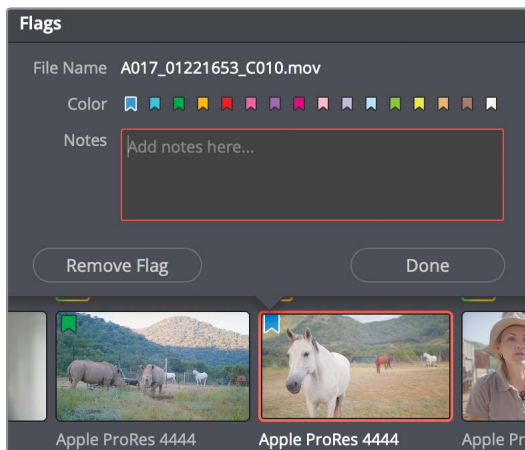 Flags
File Name A017_01221653_C010.mov
Color
Notes Add notes here...
Remove Flag Done
Apple ProRes 4444 Apple ProRes 4444 Apple Pr